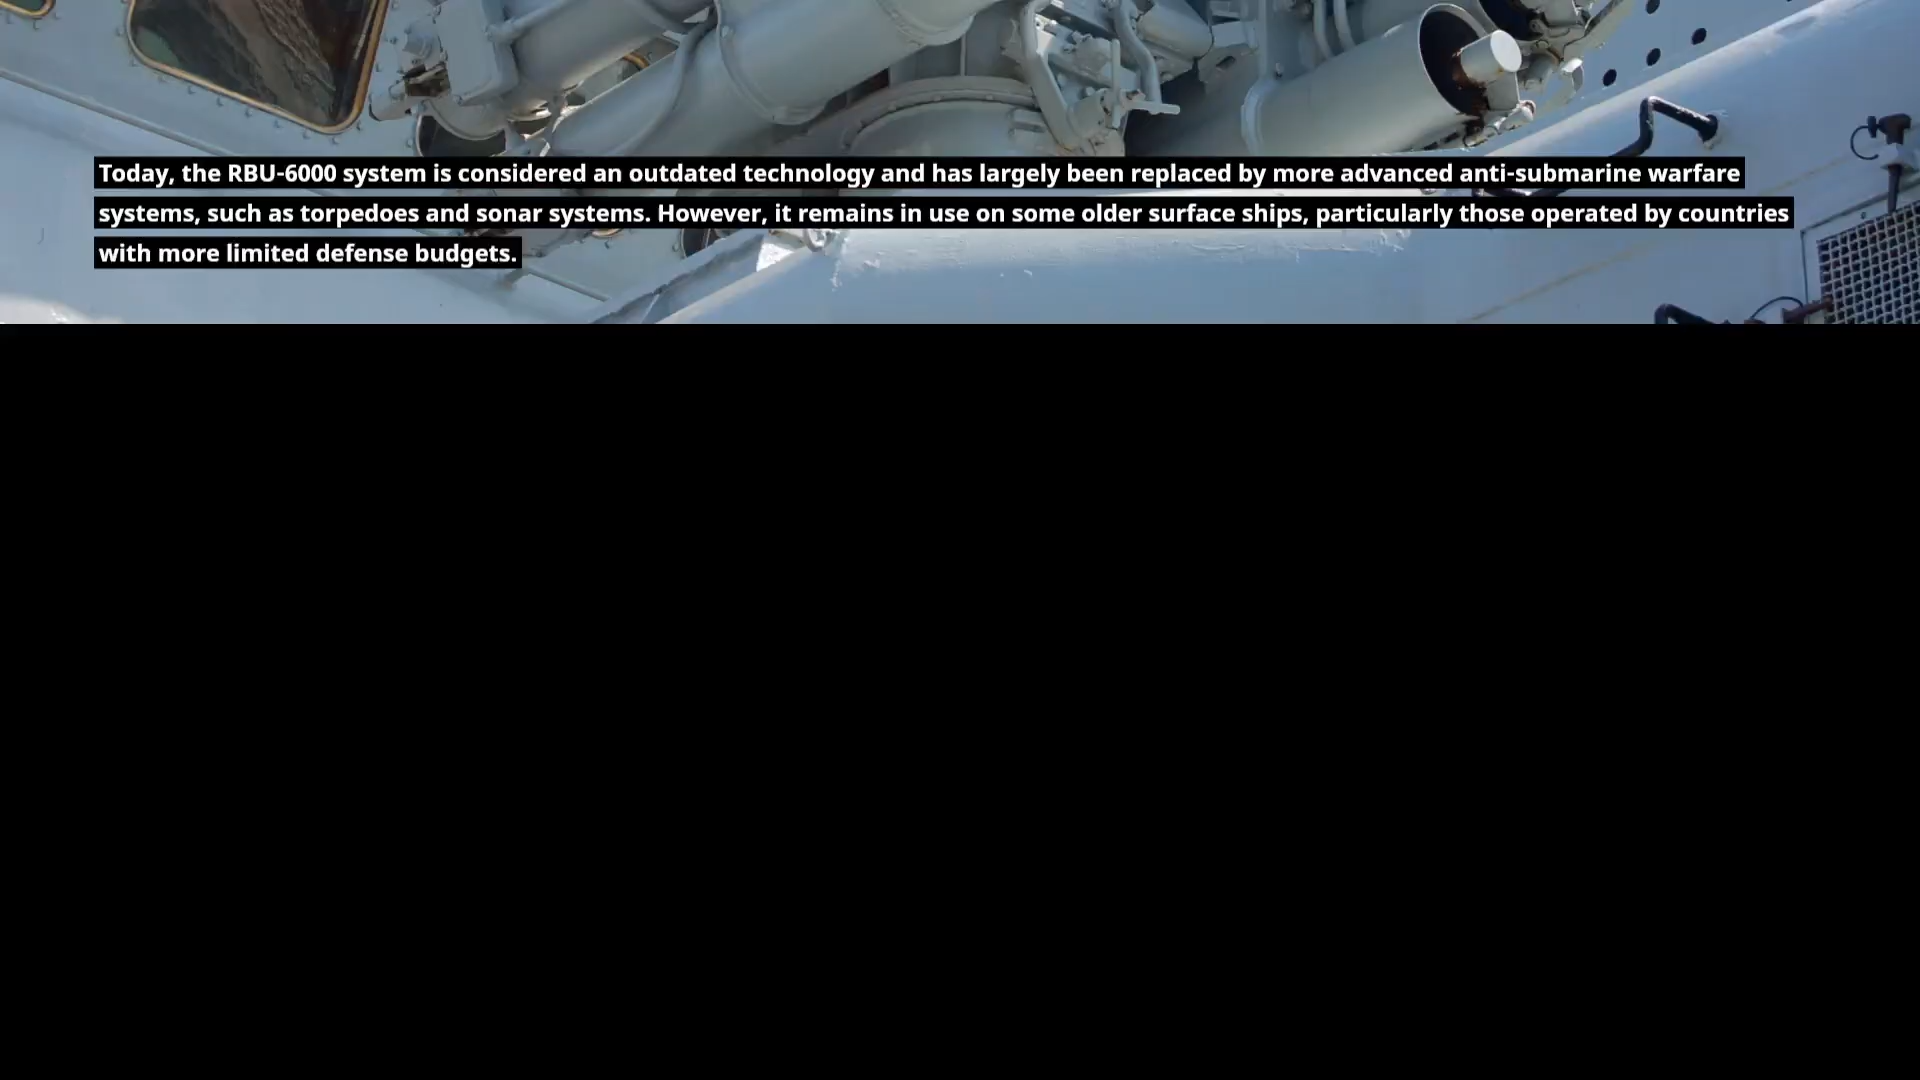 Today, the RBU-6000 system is considered an outdated technology and has largely been replaced by more advanced anti-submarine warfare
systems, such as torpedoes and sonar systems. However, it remains in use on some older surface ships, particularly those operated by countries
with more limited defense budgets.